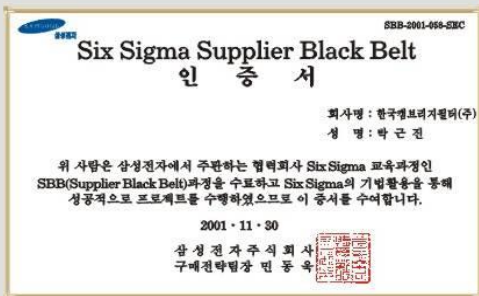 SAMSUNG
삼성전자
SBB-2001-058-SEC
Six Sigma Supplier Black Belt
인 증 서
회사명 : 한국캠브리지필터(주)
성 명 : 박 근 진
위 사람은 삼성전자에서 주관하는 협력회사 Six Sigma 교육과정인
SBB(Supplier Black Belt)과정을 수료하고 Six Sigma의 기법활용을 통해
성공적으로 프로젝트를 수행하였으므로 이 증서를 수여합니다.
2001 · 11 · 30
삼 성 전 자 주 식 회 사
구매전략팀장 민 동 욱